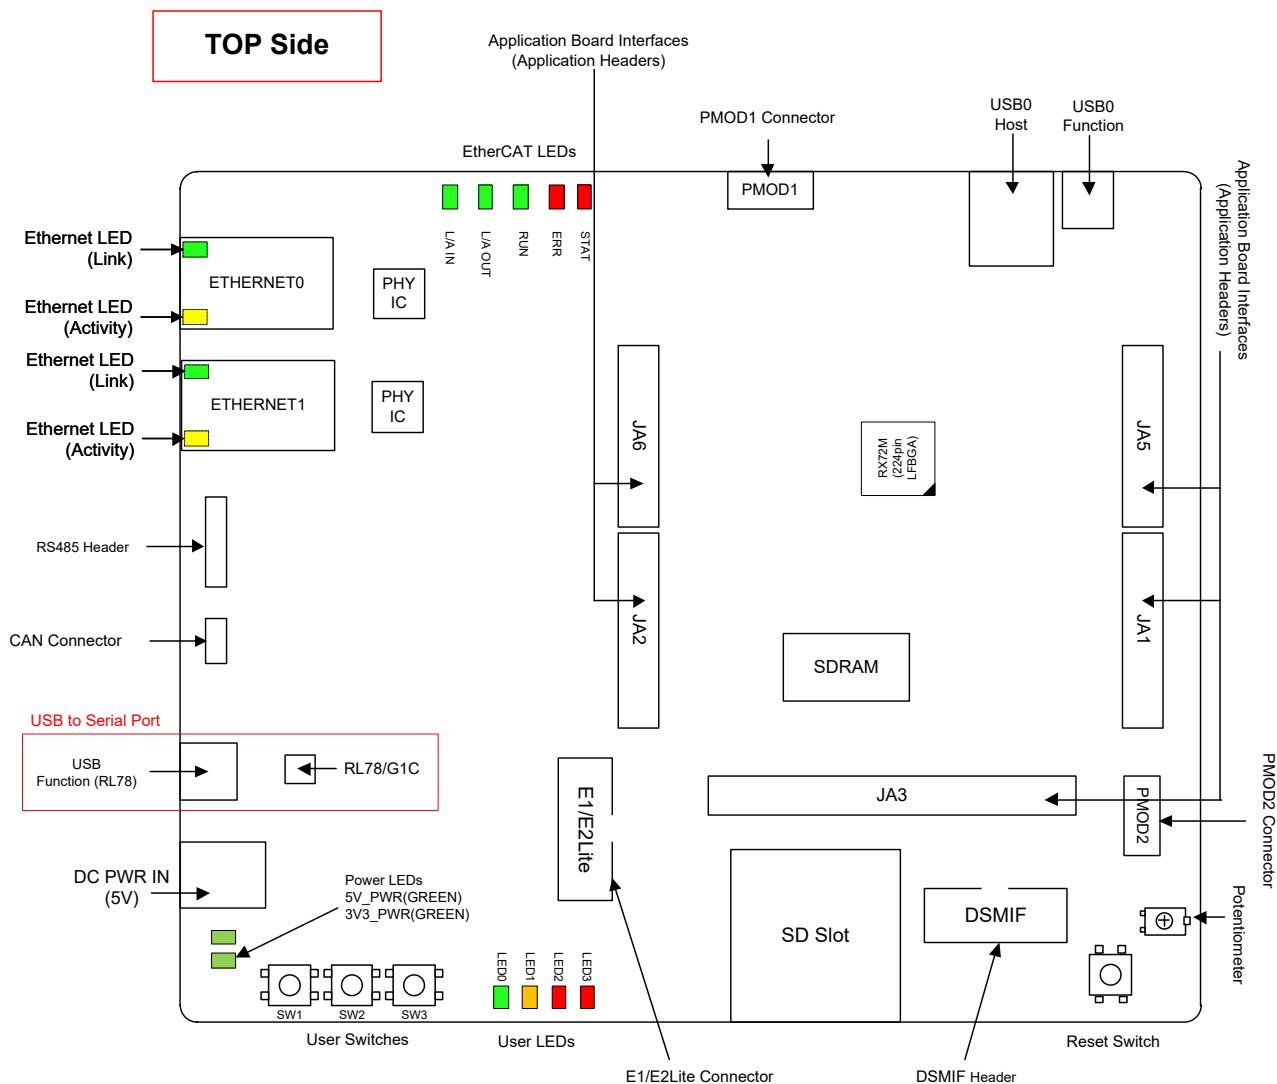 TOP Side
Application Board Interfaces
(Application Headers)
PMOD1 Connector
USB0
Host
USB0
Function
EtherCAT LEDs
PMOD1
Application Board Interfaces
(Application Headers)
L/A IN
L/A OUT
RUN
ERR
STAT
Ethernet LED
(Link)
ETHERNET0
PHY
IC
Ethernet LED
(Activity)
Ethernet LED
(Link)
ETHERNET1
PHY
IC
Ethernet LED
(Activity)
JA6
RX72M
(224pin
LFBGA)
JA5
RS485 Header
CAN Connector
JA2
SDRAM
JA1
USB to Serial Port
USB
Function (RL78)
RL78/G1C
E1/E2Lite
JA3
PMOD2
PMOD2 Connector
DC PWR IN
(5V)
Power LEDs
5V_PWR(GREEN)
3V3_PWR(GREEN)
SD Slot
DSMIF
Potentiometer
LED0
LED1
LED2
LED3
SW1
SW2
SW3
User Switches
User LEDs
Reset Switch
E1/E2Lite Connector
DSMIF Header